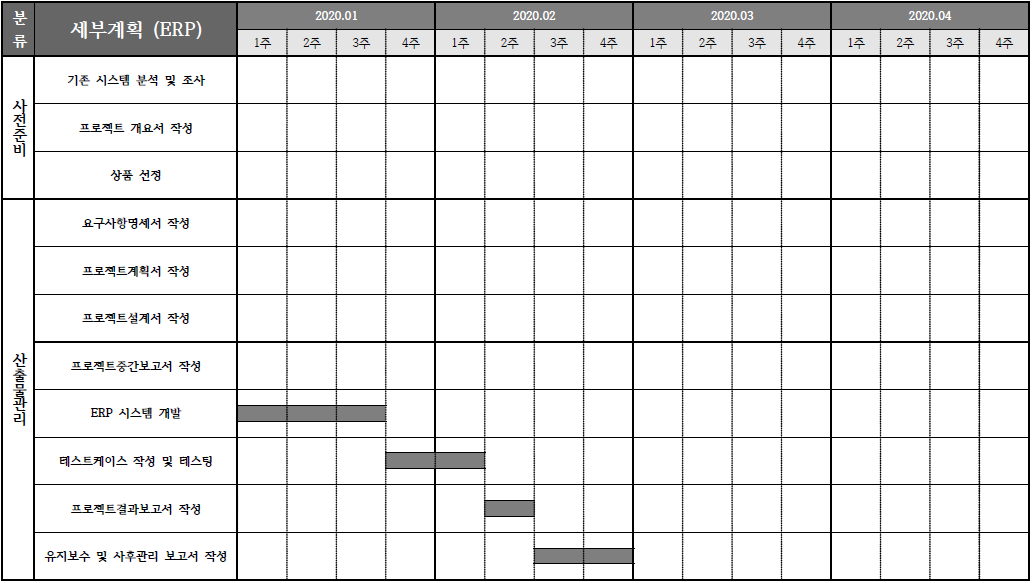 분류 세부계획 (ERP) 2020.01 2020.02 2020.03 2020.04
1주 2주 3주 4주 1주 2주 3주 4주 1주 2주 3주 4주 1주 2주 3주 4주
사전준비
기존 시스템 분석 및 조사
프로젝트 개요서 작성
상품 선정
산출물관리
요구사항명세서 작성
프로젝트계획서 작성
프로젝트설계서 작성
프로젝트중간보고서 작성
ERP 시스템 개발
테스트케이스 작성 및 테스팅
프로젝트결과보고서 작성
유지보수 및 사후관리 보고서 작성